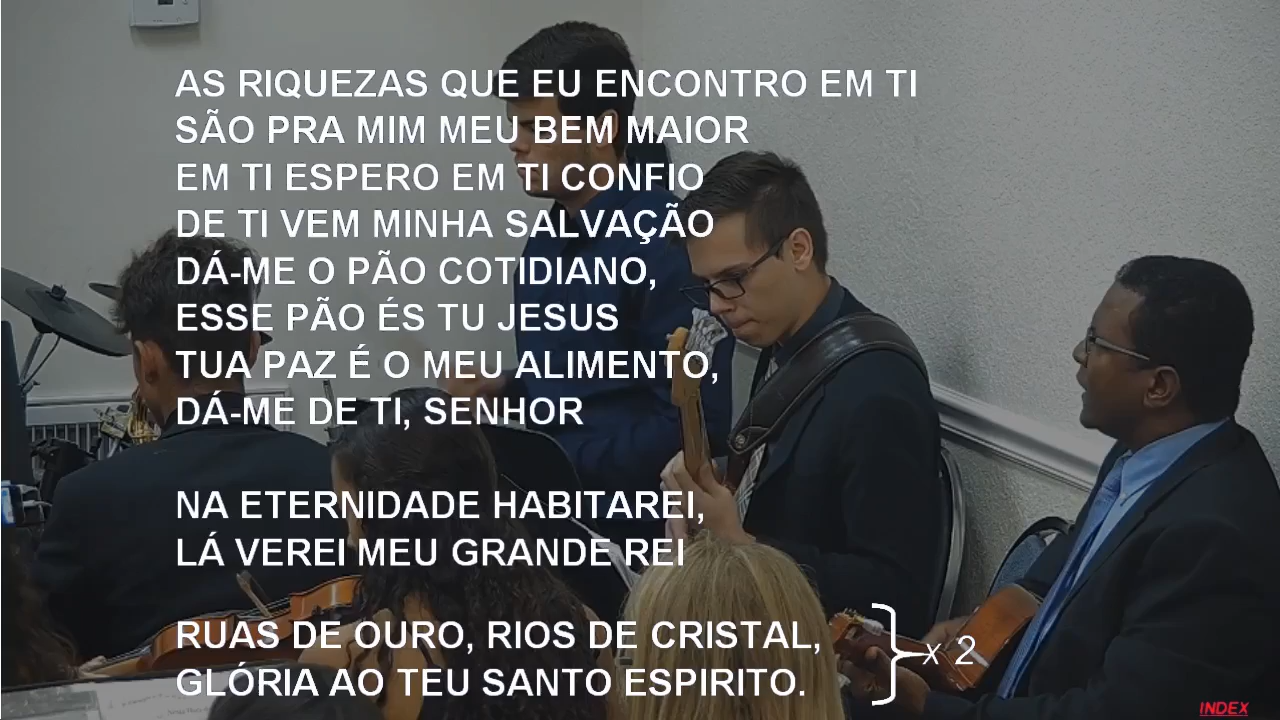 AS RIQUEZAS QUE EU ENCONTRO EM TI
SÃO PRA MIM MEU BEM MAIOR
EM TI ESPERO EM TI CONFIO
DE TI VEM MINHA SALVAÇÃO
DÁ-ME O PÃO COTIDIANO,
ESSE PÃO ÉS TU JESUS
TUA PAZ É O MEU ALIMENTO,
DÁ-ME DE TI, SENHOR
NA ETERNIDADE HABITAREI,
LÁ VEREI MEU GRANDE REI
RUAS DE OURO, RIOS DE CRISTAL,
GLÓRIA AO TEU SANTO ESPIRITO.
x 2
INDEX